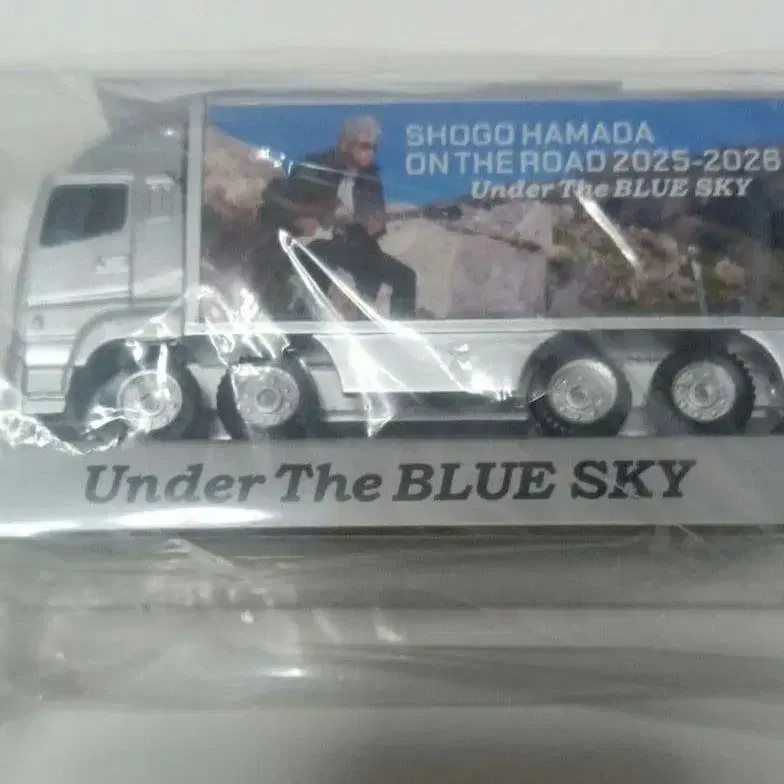 SHOGO HAMADA
ON THE ROAD 2025-2026
Under The BLUE SKY
Under The BLUE SKY